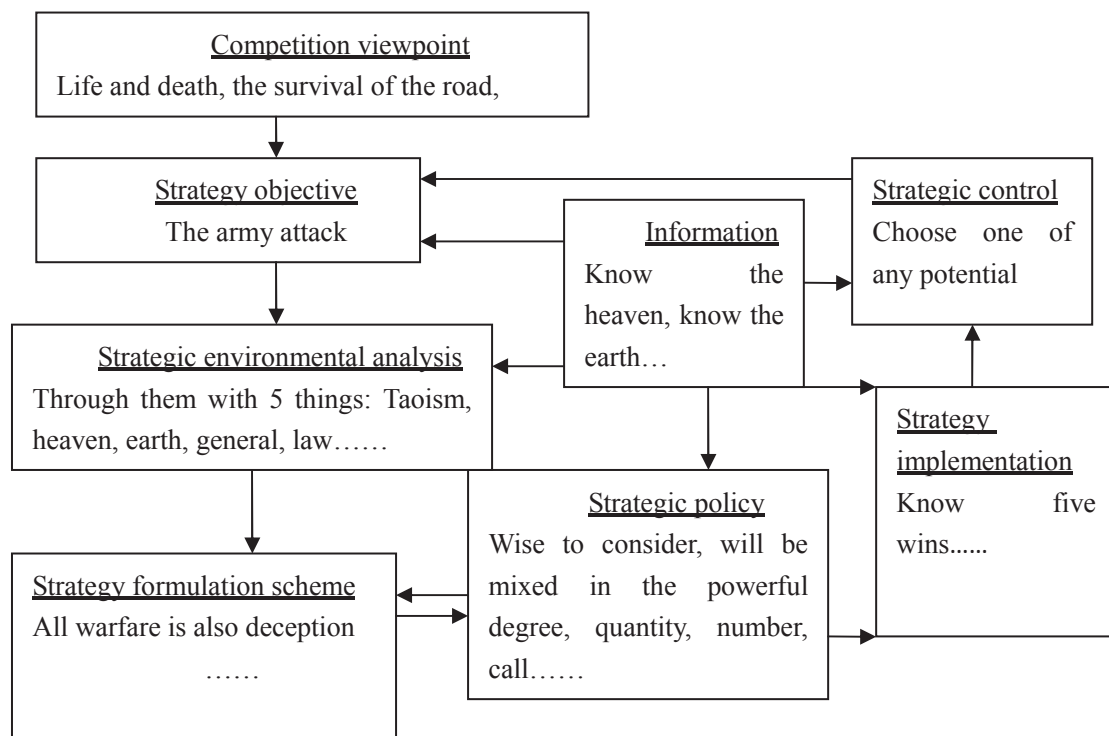 Competition viewpoint
Life and death, the survival of the road,
Strategy objective
The army attack
Strategic control
Choose one of
any potential
Information
Know the
heaven, know the
earth…
Strategic environmental analysis
Through them with 5 things: Taoism,
heaven, earth, general, law……
Strategy
implementation
Know five
wins......
Strategic policy
Wise to consider, will be
mixed in the powerful
degree, quantity, number,
call……
Strategy formulation scheme
All warfare is also deception
……